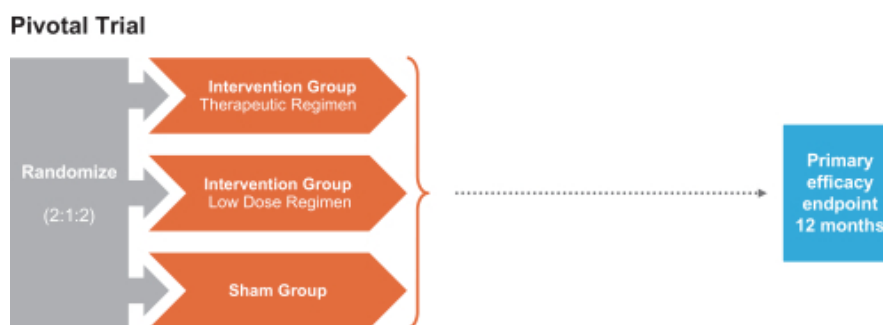 Pivotal Trial
Randomize
(2:1:2)
Intervention Group
Therapeutic Regimen
Intervention Group
Low Dose Regimen
Sham Group
Primary
efficacy
endpoint
12 months